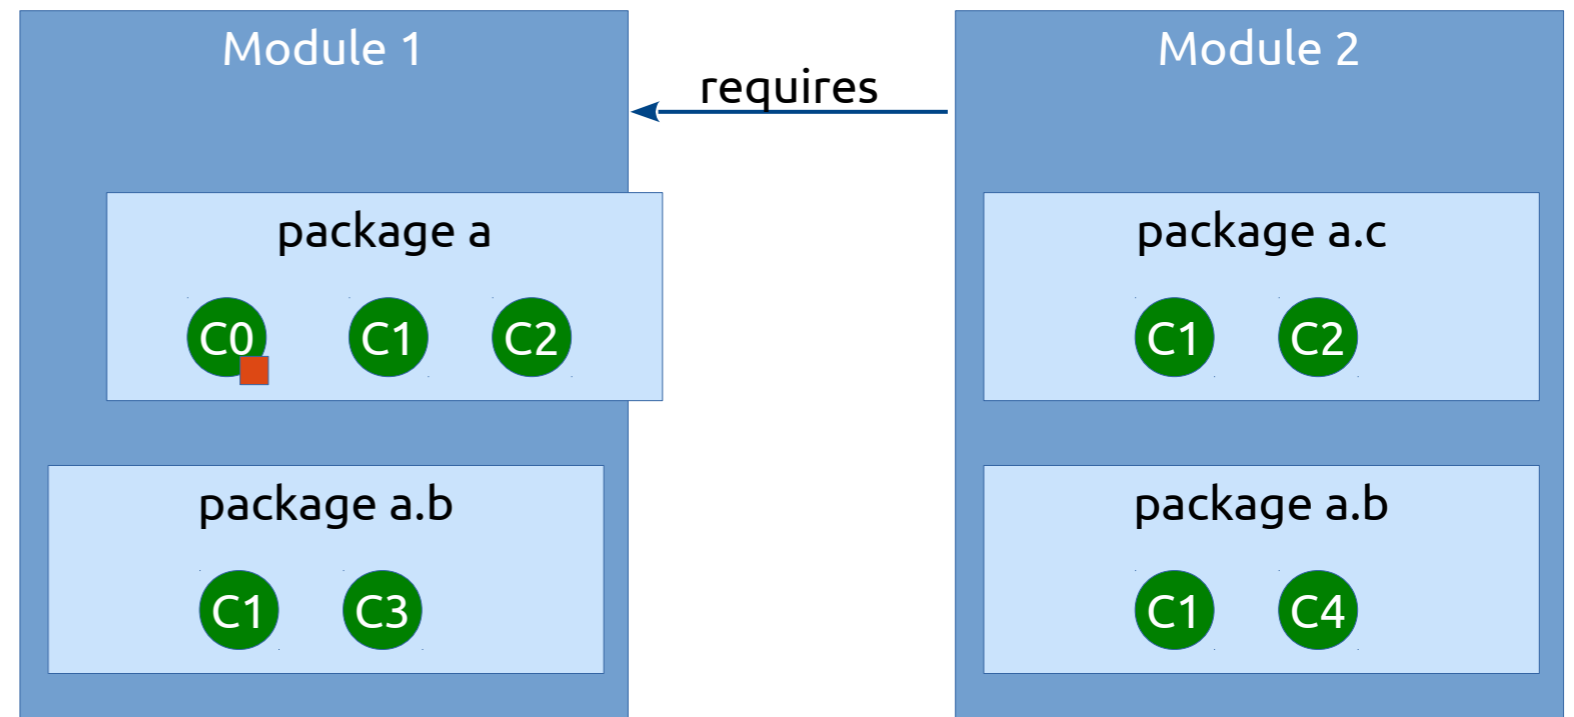 Module 1
requires
Module 2
package a
C0 C1 C2
package a.c
C1 C2
package a.b
C1 C3
package a.b
C1 C4